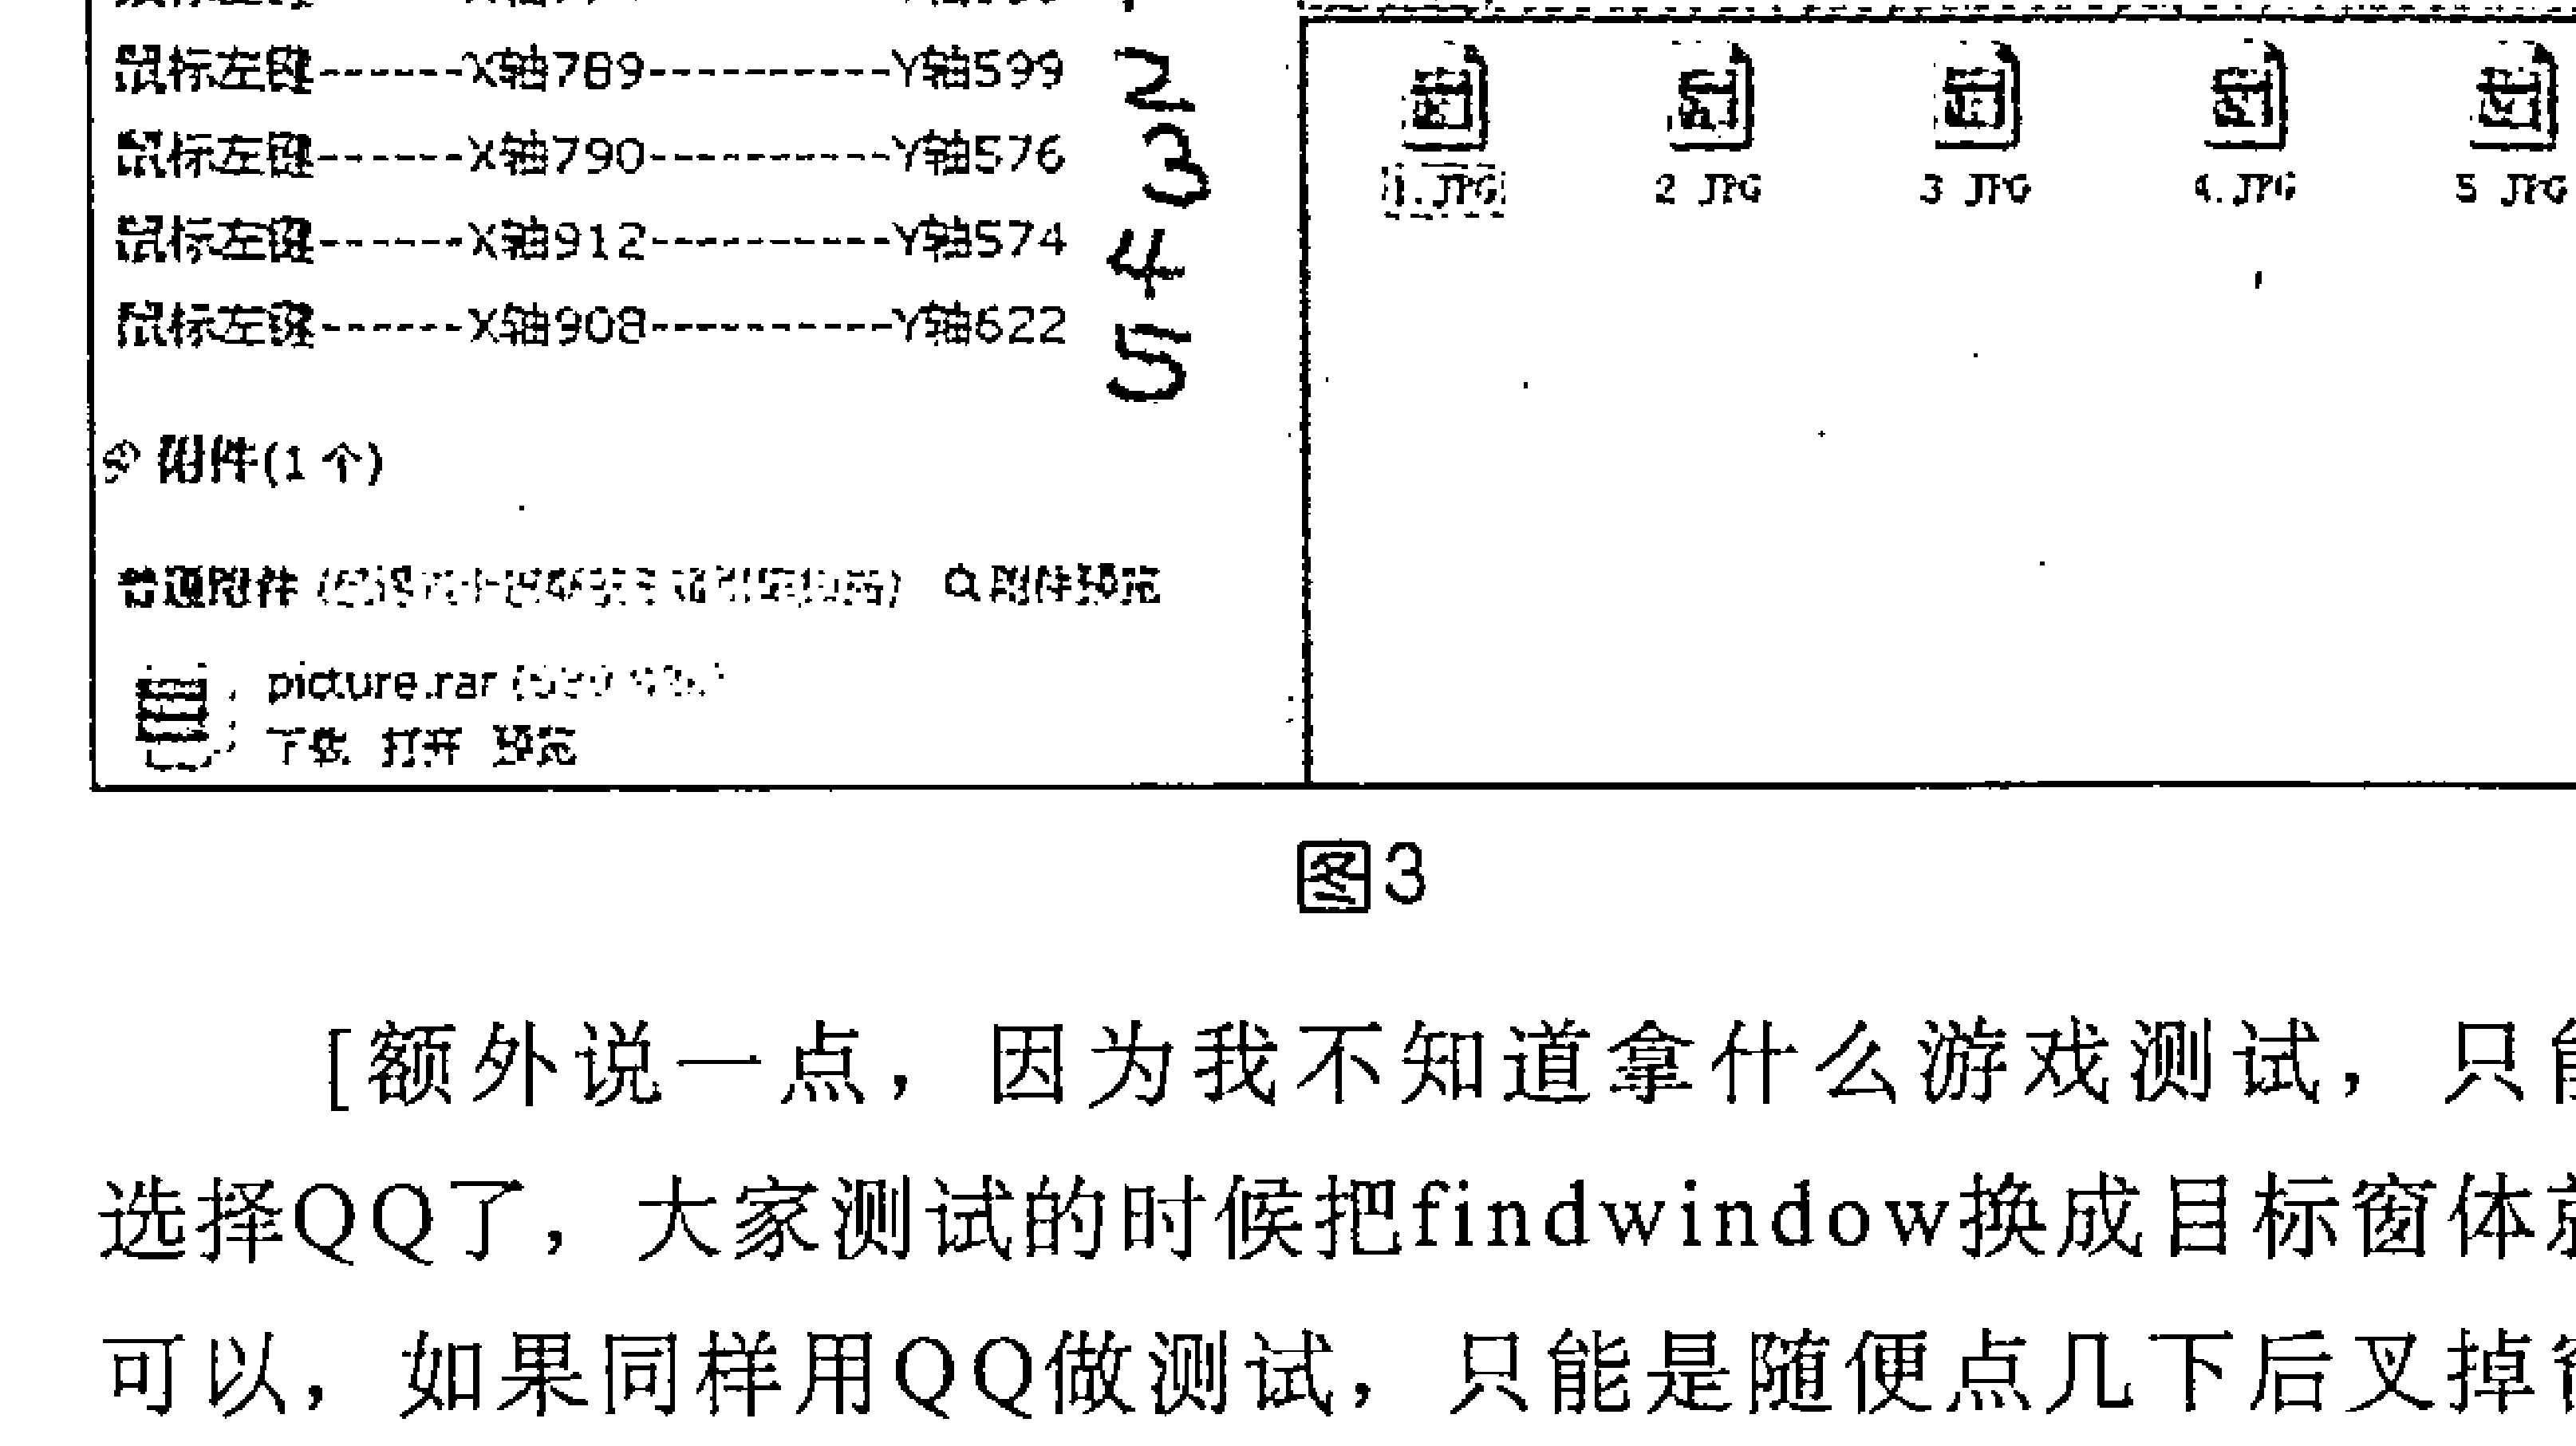 鼠标左键------X轴789----------Y轴599 2
鼠标左键------X轴790----------Y轴576 3
鼠标左键------X轴912----------Y轴574 4
鼠标左键------X轴908----------Y轴622 5
附件(1个)
普通附件 附件预览
picture.rar
下载 打开 预览
1.JPG 2.JPG 3.JPG 4.JPG 5.JPG
图3
[额外说一点，因为我不知道拿什么游戏测试，只能
选择QQ了，大家测试的时候把findwindow换成目标窗体就
可以，如果同样用QQ做测试，只能是随便点几下后叉掉窗